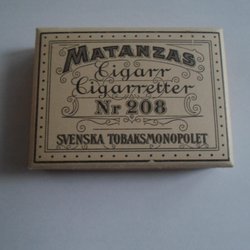 MATANZAS
Cigarr
Cigarretter
Nr 208
SVENSKA TOBAKSMONOPOLET